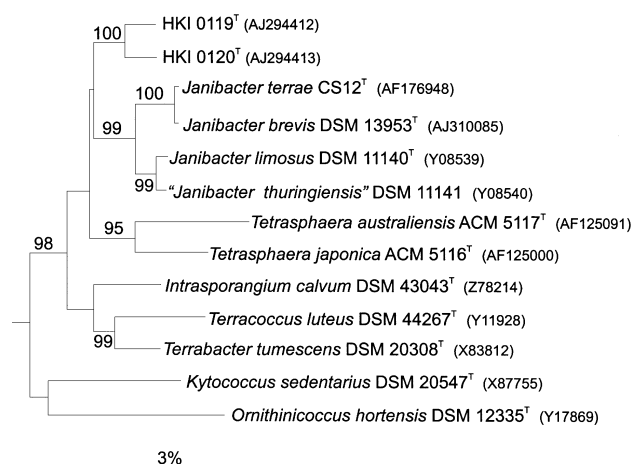 100
HKI 0119ᵀ (AJ294412)
HKI 0120ᵀ (AJ294413)
100
Janibacter terrae CS12ᵀ (AF176948)
99
Janibacter brevis DSM 13953ᵀ (AJ310085)
Janibacter limosus DSM 11140ᵀ (Y08539)
99
"Janibacter thuringiensis" DSM 11141 (Y08540)
95
Tetrasphaera australiensis ACM 5117ᵀ (AF125091)
98
Tetrasphaera japonica ACM 5116ᵀ (AF125000)
Intrasporangium calvum DSM 43043ᵀ (Z78214)
Terracoccus luteus DSM 44267ᵀ (Y11928)
99
Terrabacter tumescens DSM 20308ᵀ (X83812)
Kytococcus sedentarius DSM 20547ᵀ (X87755)
Ornithinicoccus hortensis DSM 12335ᵀ (Y17869)
3%